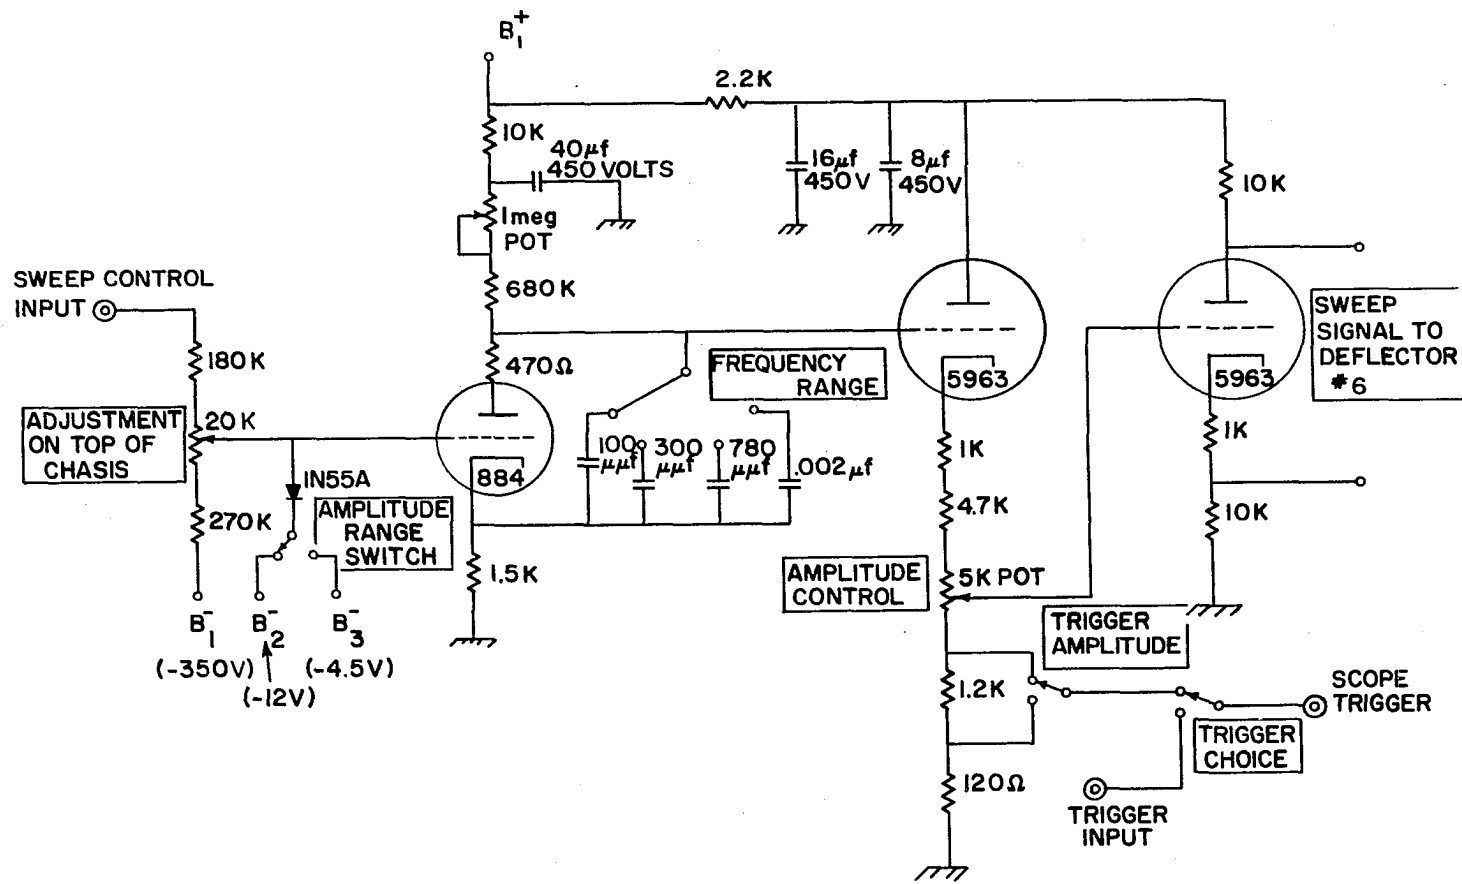 B₁⁺
2.2K
10K
40µf
450 VOLTS
16µf
450V
8µf
450V
10K
1meg
POT
SWEEP CONTROL
INPUT
680K
180K
470Ω
FREQUENCY
RANGE
5963
5963
SWEEP
SIGNAL TO
DEFLECTOR
#6
ADJUSTMENT
ON TOP OF
CHASIS
20K
884
100
µµf
300
µµf
780
µµf
.002µf
1K
1K
IN55A
270K
AMPLITUDE
RANGE
SWITCH
4.7K
10K
1.5K
AMPLITUDE
CONTROL
5K POT
B₁⁻
(-350V)
B₂⁻
(-12V)
B₃⁻
(-4.5V)
TRIGGER
AMPLITUDE
1.2K
SCOPE
TRIGGER
TRIGGER
CHOICE
120Ω
TRIGGER
INPUT